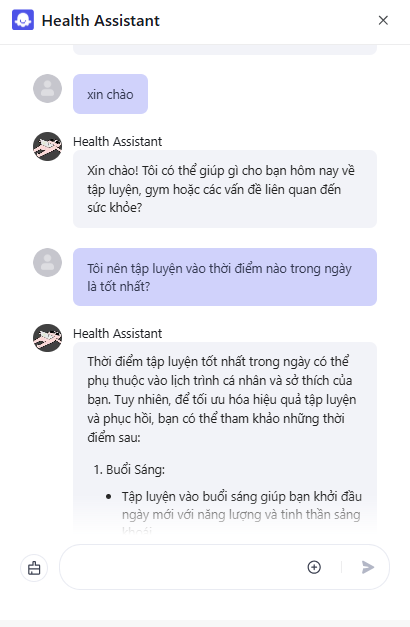 Health Assistant
xin chào
Health Assistant
Xin chào! Tôi có thể giúp gì cho bạn hôm nay về
tập luyện, gym hoặc các vấn đề liên quan đến
sức khỏe?
Tôi nên tập luyện vào thời điểm nào trong ngày
là tốt nhất?
Health Assistant
Thời điểm tập luyện tốt nhất trong ngày có thể
phụ thuộc vào lịch trình cá nhân và sở thích của
bạn. Tuy nhiên, để tối ưu hóa hiệu quả tập luyện
và phục hồi, bạn có thể tham khảo những thời
điểm sau:
1. Buổi Sáng:
• Tập luyện vào buổi sáng giúp bạn khởi đầu
ngày mới với năng lượng và tinh thần sảng